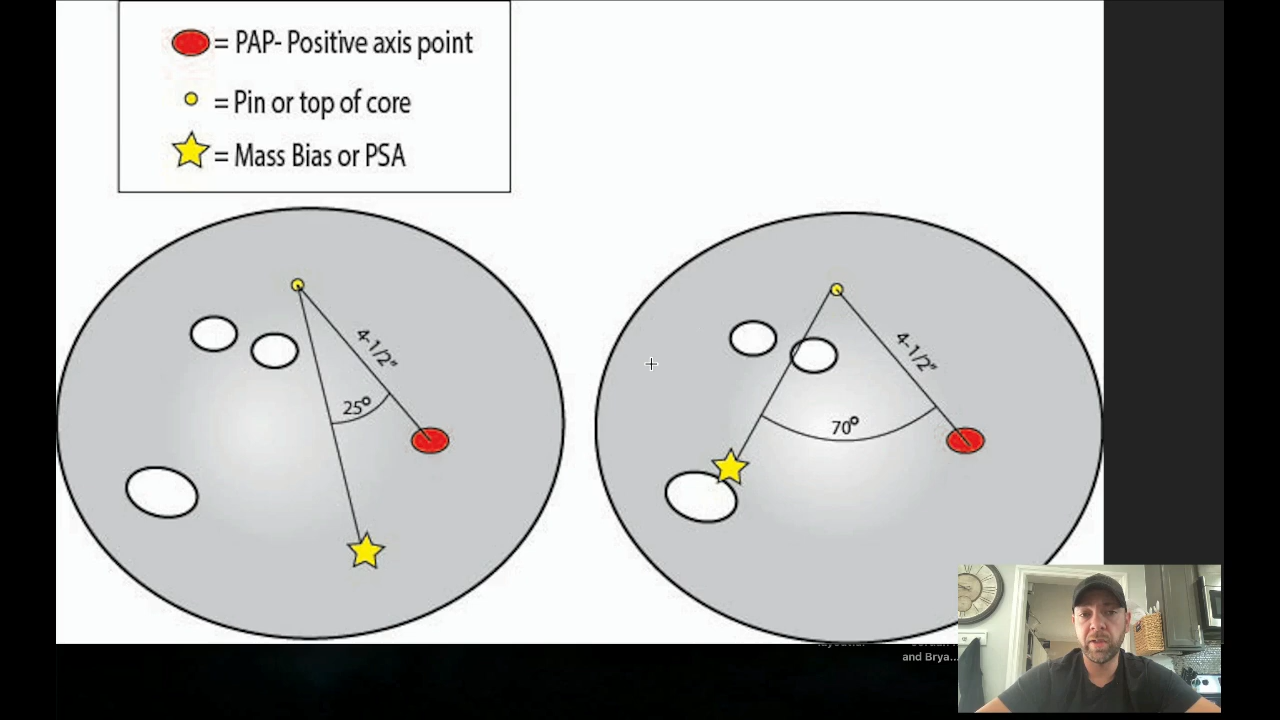 = PAP- Positive axis point
= Pin or top of core
= Mass Bias or PSA
4-1/2"
25°
4-1/2"
70°
and Brya...